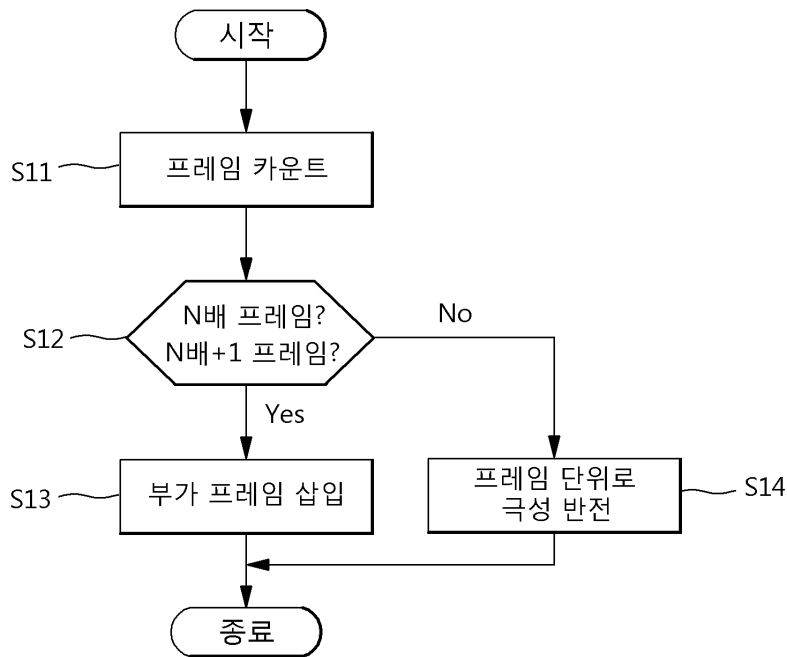 시작
S11
프레임 카운트
S12
N배 프레임?
N배+1 프레임?
No
Yes
S13
부가 프레임 삽입
프레임 단위로
극성 반전
S14
종료